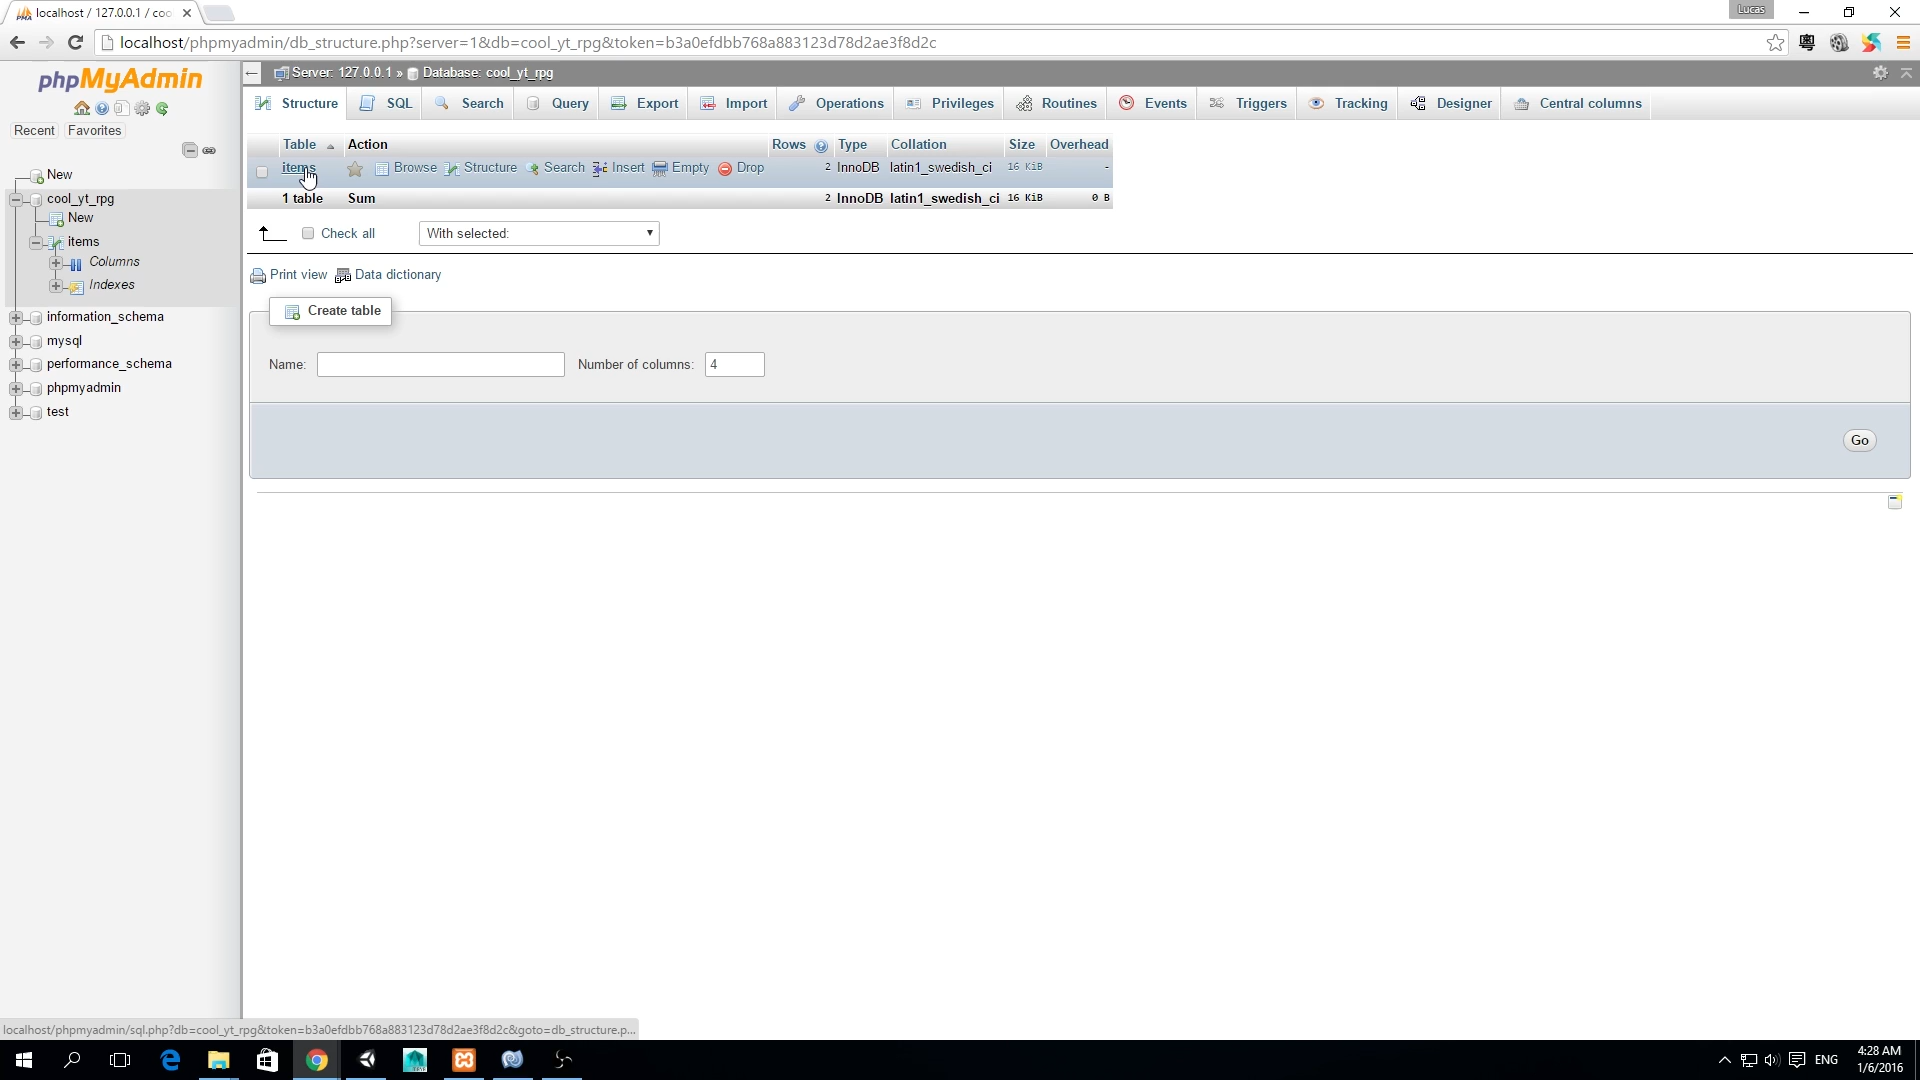 localhost / 127.0.0.1 / coo
Lucas
localhost/phpmyadmin/db_structure.php?server=1&db=cool_yt_rpg&token=b3a0efdbb768a883123d78d2ae3f8d2c
phpMyAdmin
Recent Favorites
New
cool_yt_rpg
New
items
Columns
Indexes
information_schema
mysql
performance_schema
phpmyadmin
test
Server: 127.0.0.1 » Database: cool_yt_rpg
Structure SQL Search Query Export Import Operations Privileges Routines Events Triggers Tracking Designer Central columns
Table Action Rows Type Collation Size Overhead
items Browse Structure Search Insert Empty Drop 2 InnoDB latin1_swedish_ci 16 KiB -
1 table Sum 2 InnoDB latin1_swedish_ci 16 KiB 0 B
Check all With selected:
Print view Data dictionary
Create table
Name: Number of columns: 4
Go
localhost/phpmyadmin/sql.php?db=cool_yt_rpg&token=b3a0efdbb768a883123d78d2ae3f8d2c&goto=db_structure.p...
ENG
4:28 AM
1/6/2016